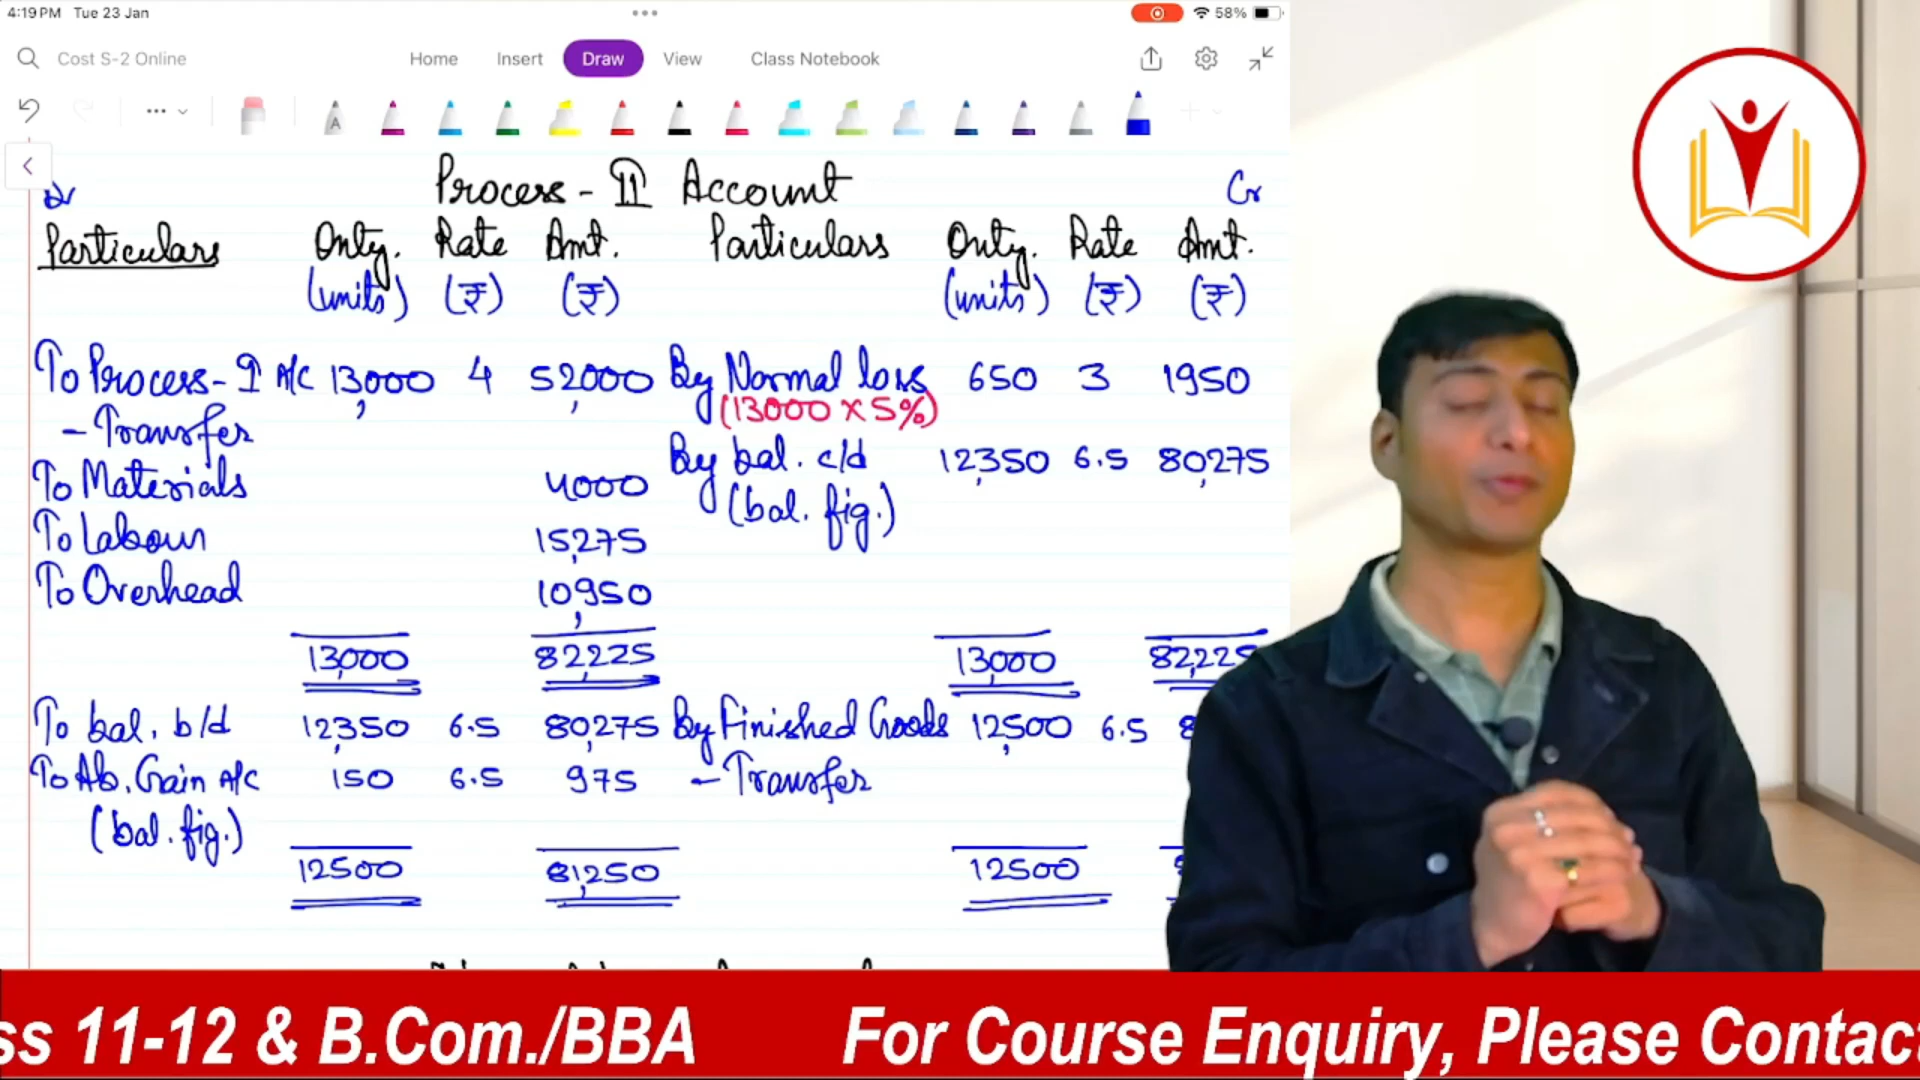 4:19 PM Tue 23 Jan
58%
Cost S-2 Online
Home Insert Draw View Class Notebook
A
Process - II Account
Dr Cr
Particulars Qnty. Rate Amt. Particulars Qnty. Rate Amt.
(units) (₹) (₹) (units) (₹) (₹)
To Process - I A/C 13,000 4 52,000 By Normal loss 650 3 1950
- Transfer (13000 x 5%)
To Materials 4000 By bal. c/d 12,350 6.5 80,275
(bal. fig.)
To Labour 15,275
To Overhead 10,950
13,000 82,225 13,000 82,225
To bal. b/d 12,350 6.5 80,275 By Finished Goods 12,500 6.5
To Ab. Gain A/C 150 6.5 975 - Transfer
(bal. fig.)
12500 81,250 12500
ss 11-12 & B.Com./BBA For Course Enquiry, Please Contact